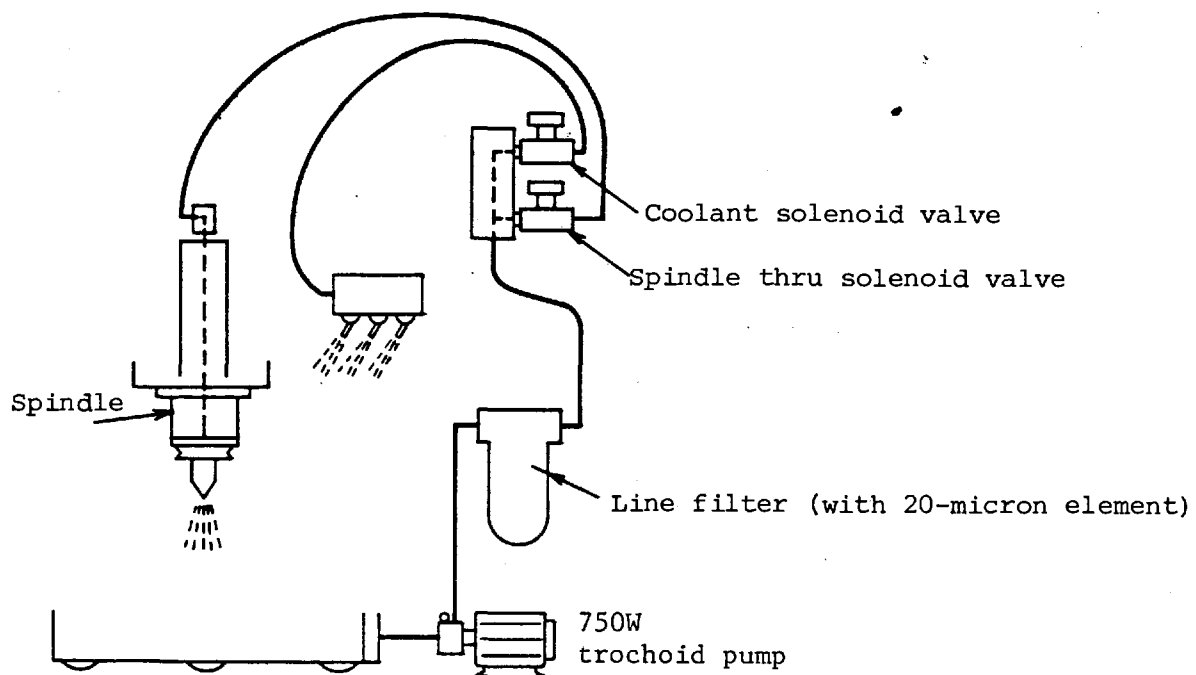 Coolant solenoid valve
Spindle thru solenoid valve
Spindle
Line filter (with 20-micron element)
750W
trochoid pump